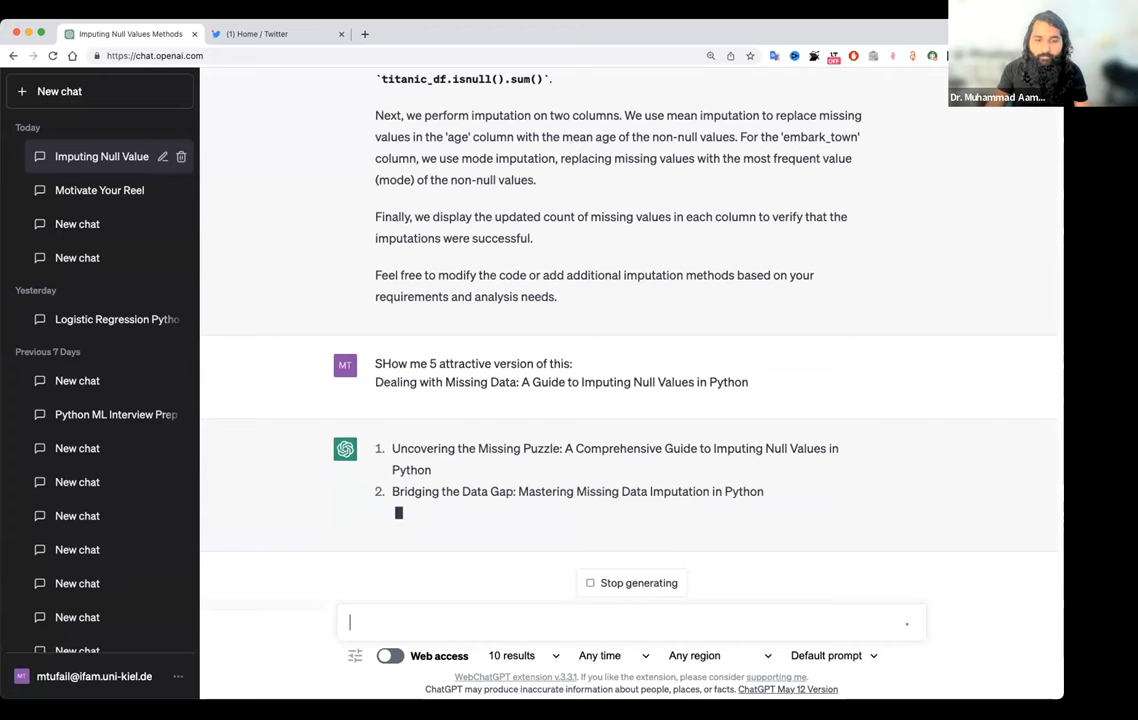 Imputing Null Values Methods
(1) Home / Twitter
https://chat.openai.com
OFF
Dr. Muhammad Aam...
New chat
Today
Imputing Null Value
Motivate Your Reel
New chat
New chat
Yesterday
Logistic Regression Pytho
Previous 7 Days
New chat
Python ML Interview Prep
New chat
New chat
New chat
New chat
New chat
New chat
New chat
MT
mtufail@ifam.uni-kiel.de
`titanic_df.isnull().sum()`.
Next, we perform imputation on two columns. We use mean imputation to replace missing
values in the 'age' column with the mean age of the non-null values. For the 'embark_town'
column, we use mode imputation, replacing missing values with the most frequent value
(mode) of the non-null values.
Finally, we display the updated count of missing values in each column to verify that the
imputations were successful.
Feel free to modify the code or add additional imputation methods based on your
requirements and analysis needs.
MT
SHow me 5 attractive version of this:
Dealing with Missing Data: A Guide to Imputing Null Values in Python
1. Uncovering the Missing Puzzle: A Comprehensive Guide to Imputing Null Values in
Python
2. Bridging the Data Gap: Mastering Missing Data Imputation in Python
Stop generating
Web access 10 results Any time Any region Default prompt
WebChatGPT extension v.3.3.1. If you like the extension, please consider supporting me.
ChatGPT may produce inaccurate information about people, places, or facts. ChatGPT May 12 Version